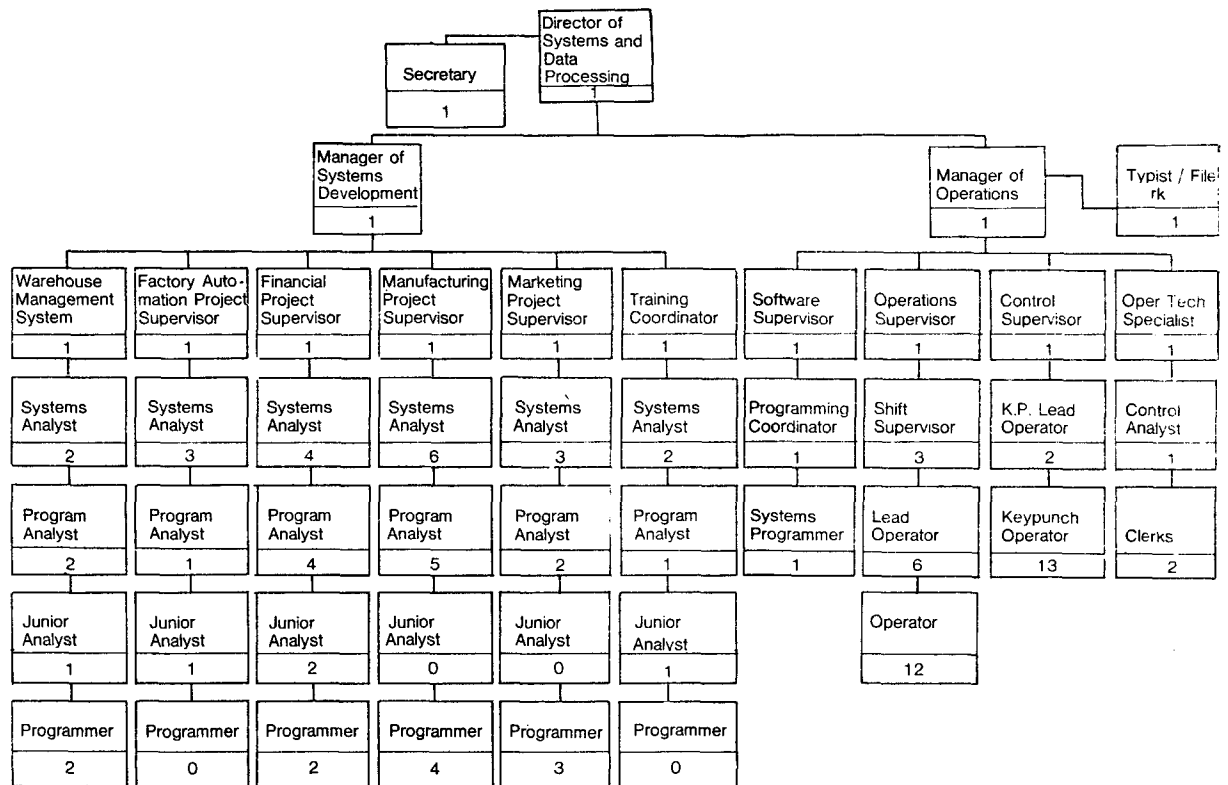 Director of
Systems and
Data
Processing
1
Secretary
1
Manager of
Systems
Development
1
Manager of
Operations
1
Typist / File
rk
1
Warehouse
Management
System
1
Factory Auto-
mation Project
Supervisor
1
Financial
Project
Supervisor
1
Manufacturing
Project
Supervisor
1
Marketing
Project
Supervisor
1
Training
Coordinator
1
Software
Supervisor
1
Operations
Supervisor
1
Control
Supervisor
1
Oper Tech
Specialist
1
Systems
Analyst
2
Systems
Analyst
3
Systems
Analyst
4
Systems
Analyst
6
Systems
Analyst
3
Systems
Analyst
2
Programming
Coordinator
1
Shift
Supervisor
3
K.P. Lead
Operator
2
Control
Analyst
1
Program
Analyst
2
Program
Analyst
1
Program
Analyst
4
Program
Analyst
5
Program
Analyst
2
Program
Analyst
1
Systems
Programmer
1
Lead
Operator
6
Keypunch
Operator
13
Clerks
2
Junior
Analyst
1
Junior
Analyst
1
Junior
Analyst
2
Junior
Analyst
0
Junior
Analyst
0
Junior
Analyst
1
Operator
12
Programmer
2
Programmer
0
Programmer
2
Programmer
4
Programmer
3
Programmer
0